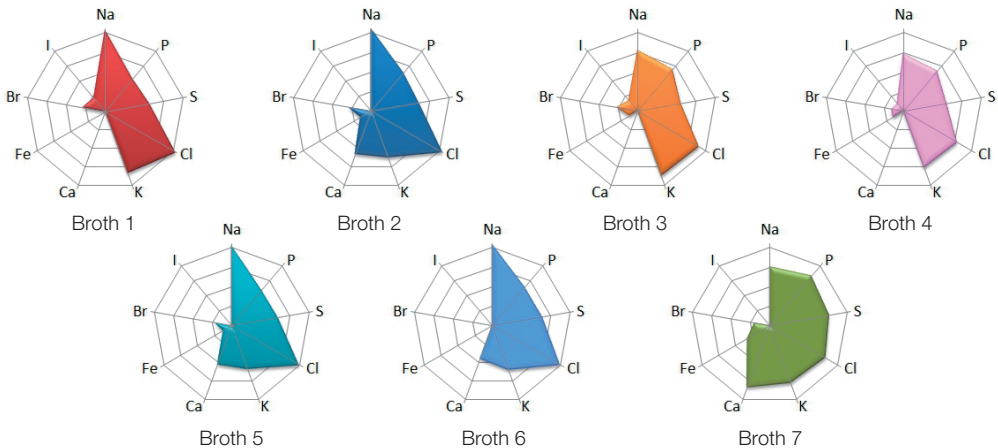 Na
P
S
Cl
K
Ca
Fe
Br
I
Broth 1
Na
P
S
Cl
K
Ca
Fe
Br
I
Broth 2
Na
P
S
Cl
K
Ca
Fe
Br
I
Broth 3
Na
P
S
Cl
K
Ca
Fe
Br
I
Broth 4
Na
P
S
Cl
K
Ca
Fe
Br
I
Broth 5
Na
P
S
Cl
K
Ca
Fe
Br
I
Broth 6
Na
P
S
Cl
K
Ca
Fe
Br
I
Broth 7